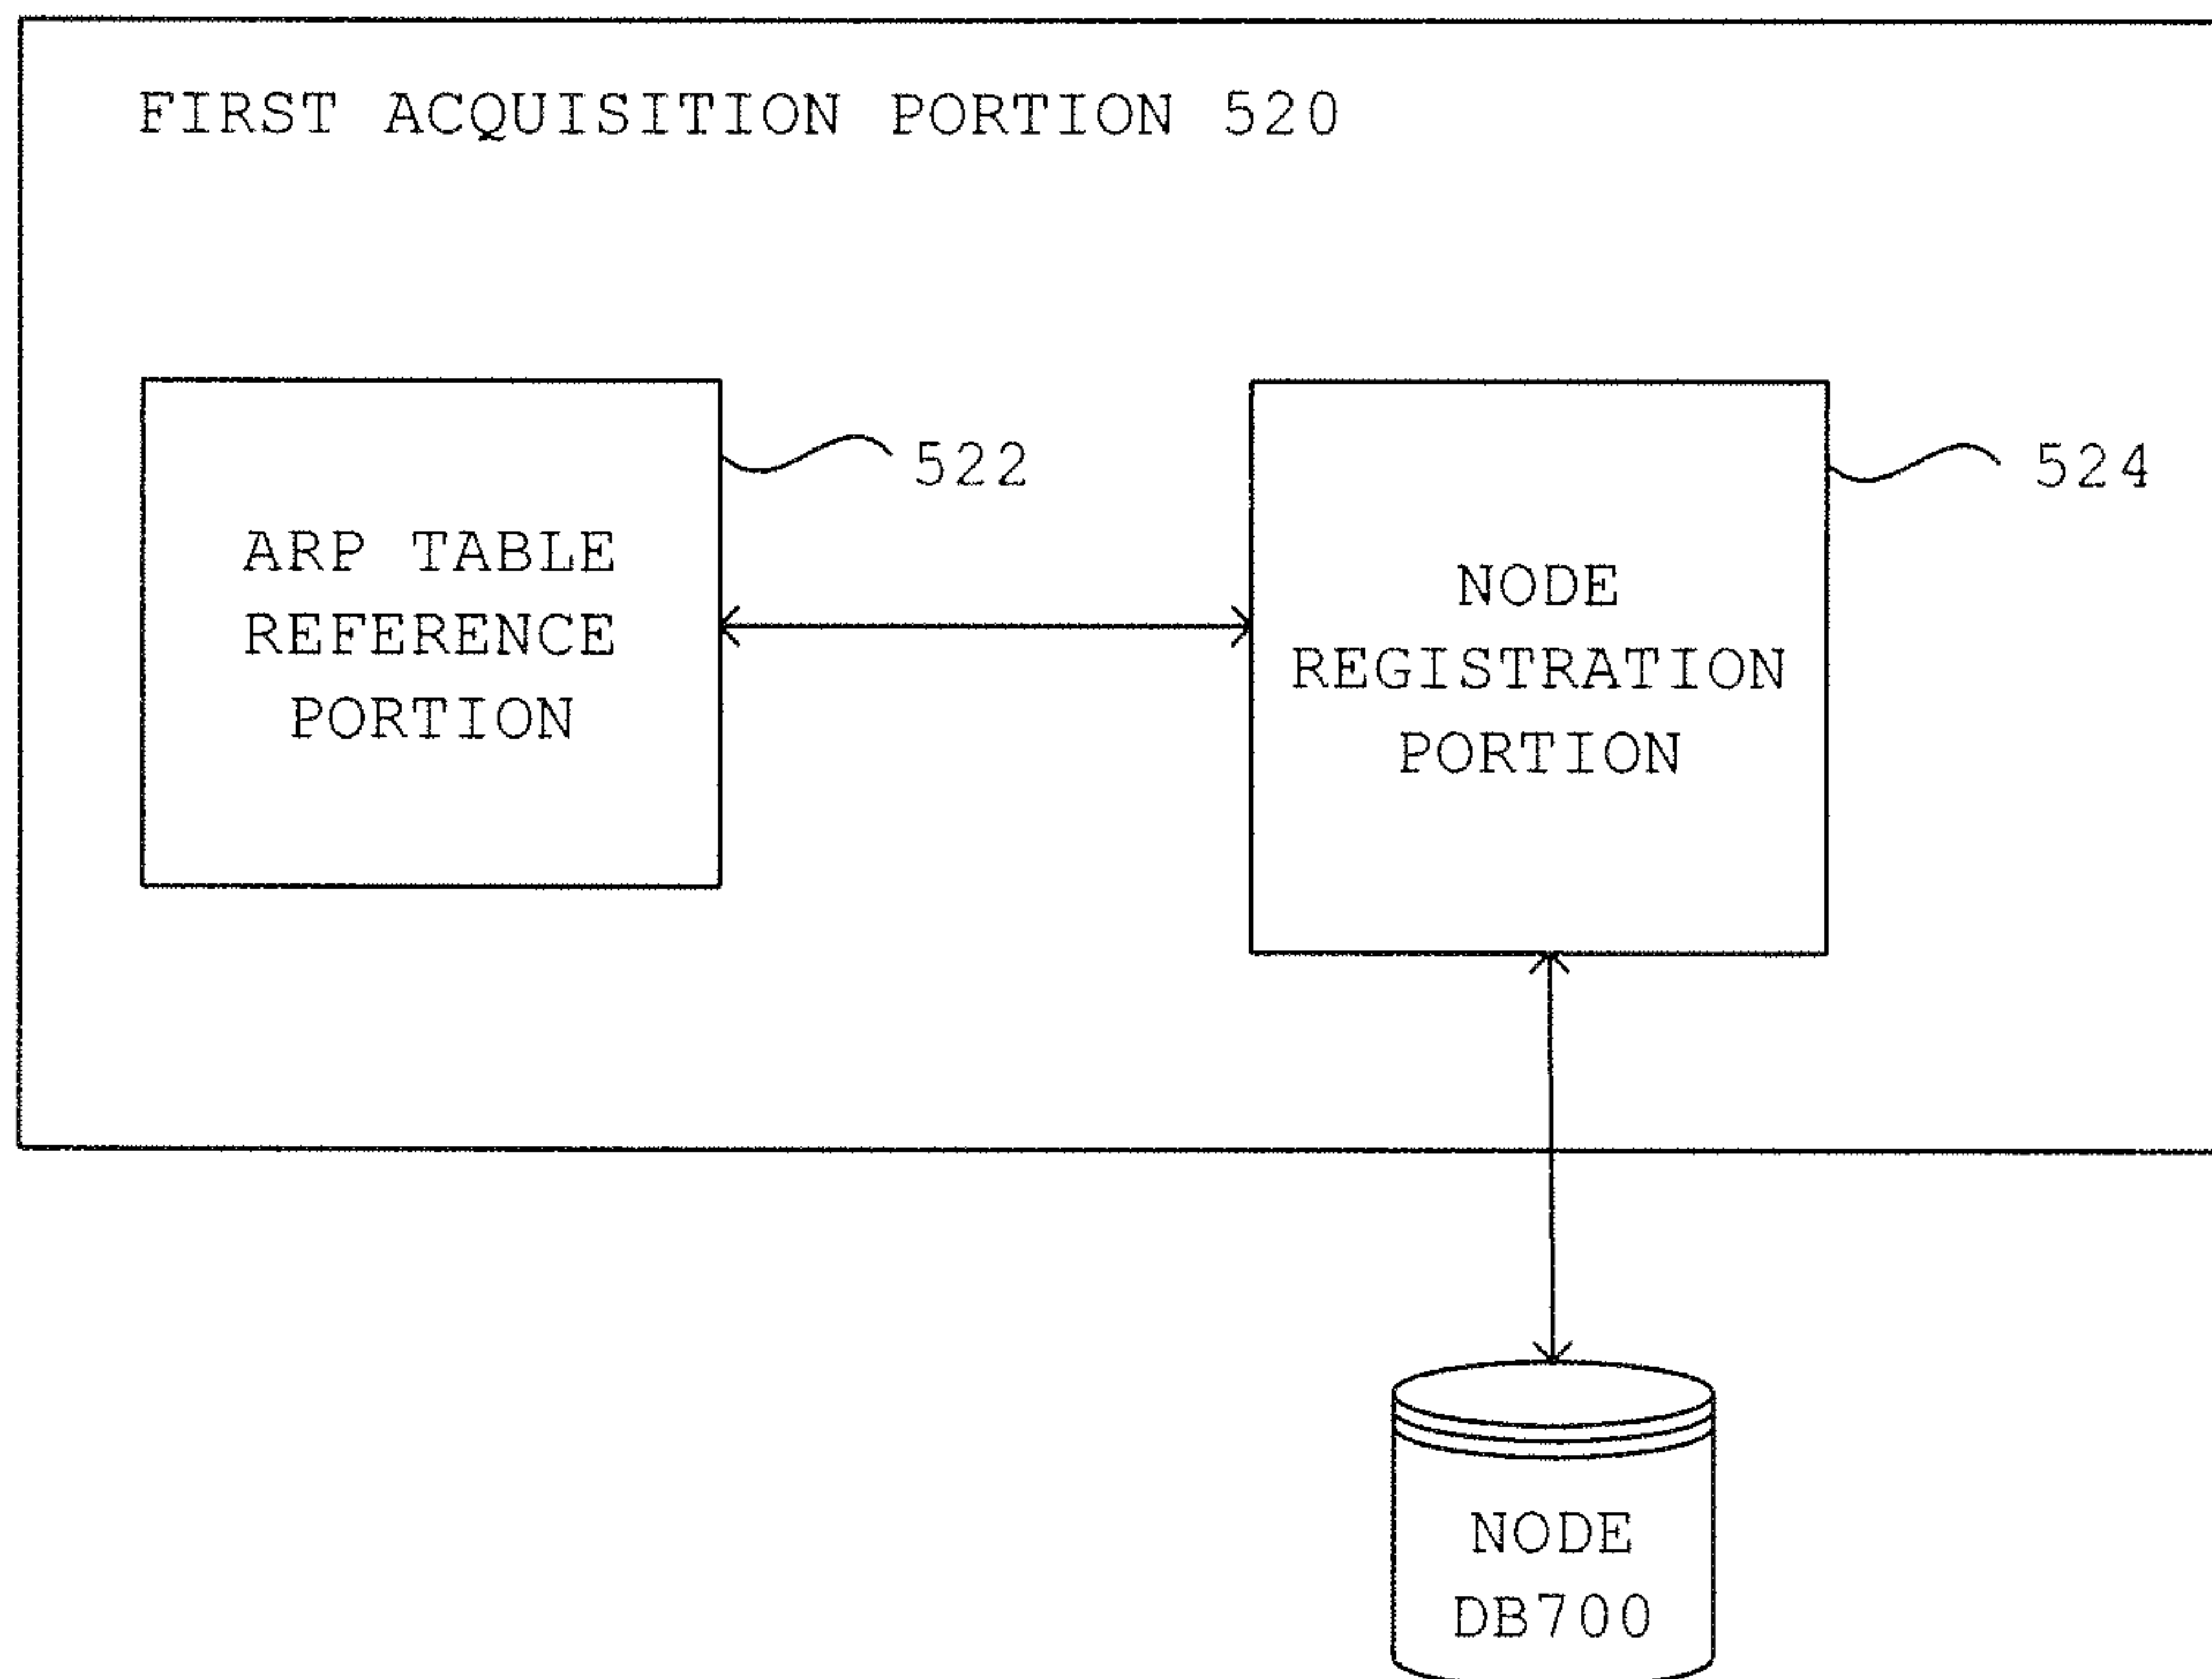 FIRST ACQUISITION PORTION 520
522
524
ARP TABLE
REFERENCE
PORTION
NODE
REGISTRATION
PORTION
NODE
DB700